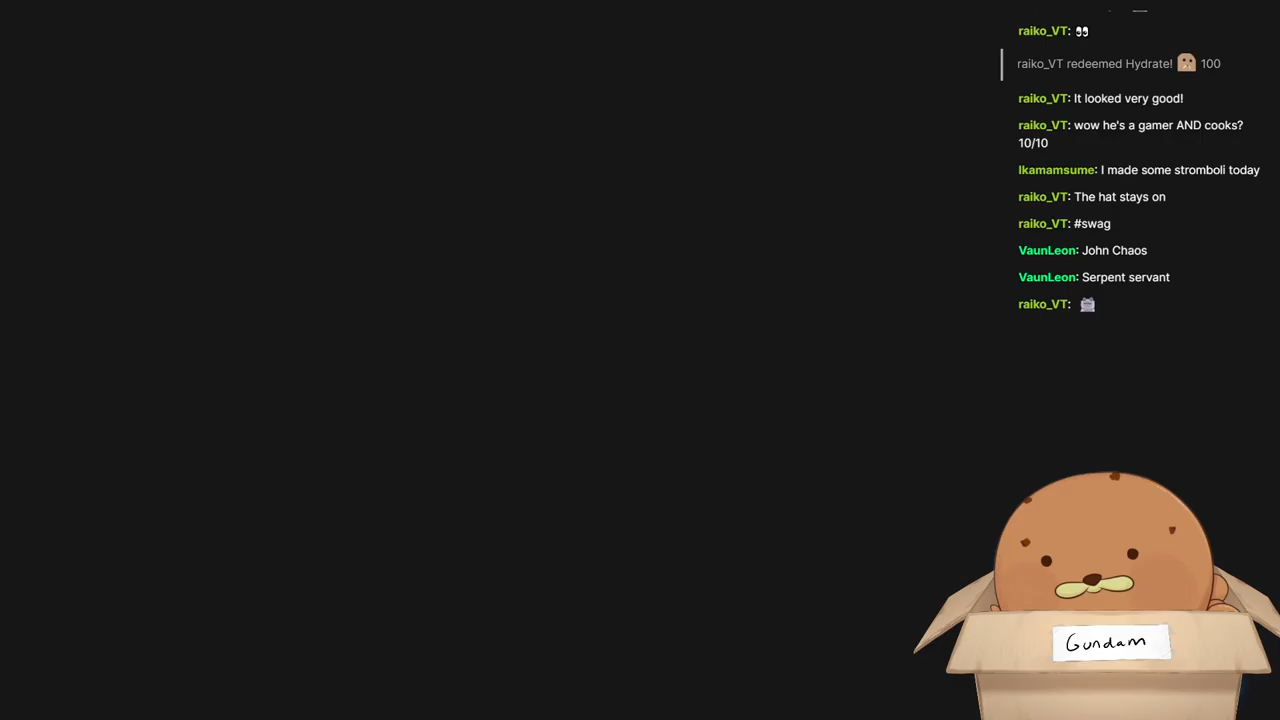 raiko_VT: 👀
raiko_VT redeemed Hydrate! 100
raiko_VT: It looked very good!
raiko_VT: wow he's a gamer AND cooks?
10/10
Ikamamsume: I made some stromboli today
raiko_VT: The hat stays on
raiko_VT: #swag
VaunLeon: John Chaos
VaunLeon: Serpent servant
raiko_VT:
Gundam